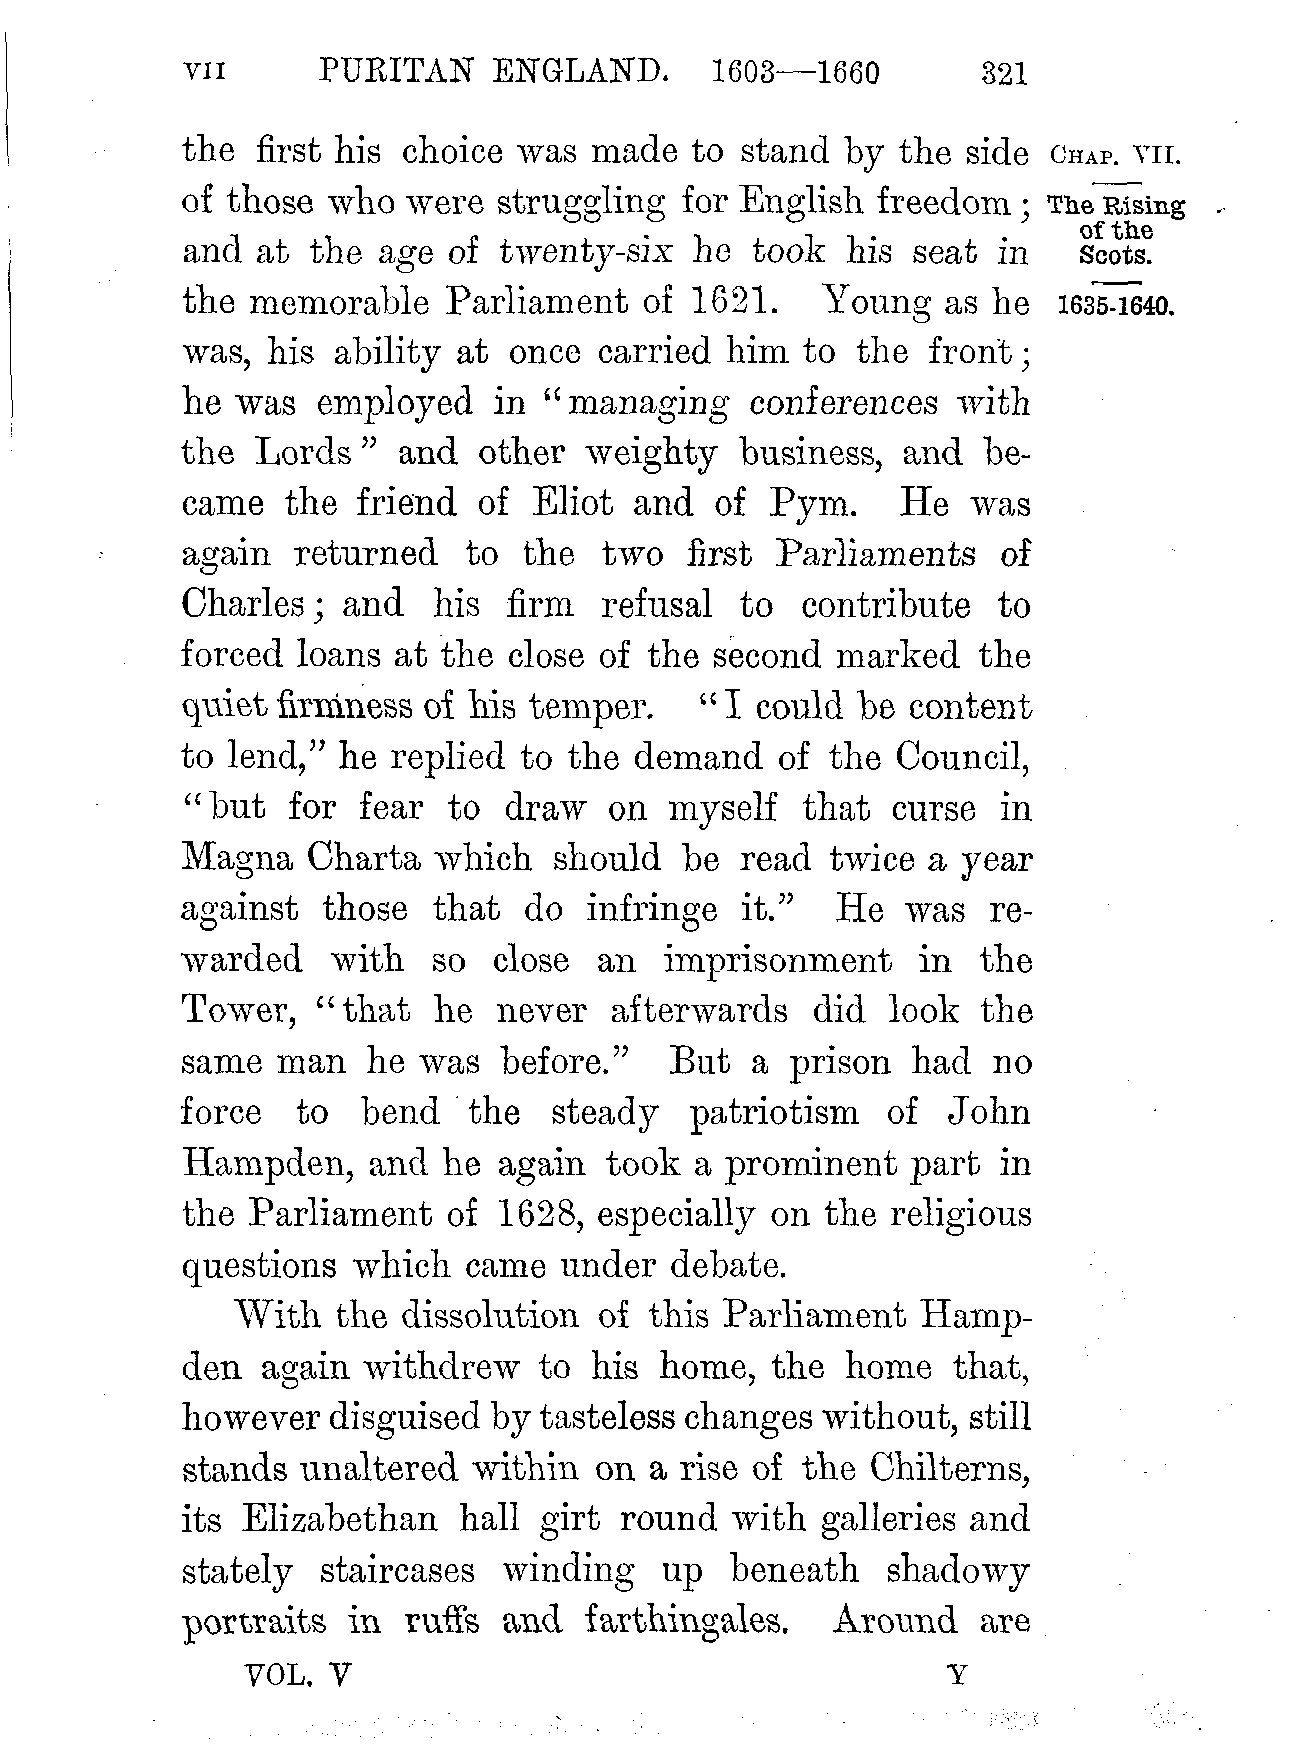 VII PURITAN ENGLAND. 1603—1660 321
the first his choice was made to stand by the side
of those who were struggling for English freedom;
and at the age of twenty-six he took his seat in
the memorable Parliament of 1621. Young as he
was, his ability at once carried him to the front;
he was employed in "managing conferences with
the Lords" and other weighty business, and be-
came the friend of Eliot and of Pym. He was
again returned to the two first Parliaments of
Charles; and his firm refusal to contribute to
forced loans at the close of the second marked the
quiet firmness of his temper. "I could be content
to lend," he replied to the demand of the Council,
"but for fear to draw on myself that curse in
Magna Charta which should be read twice a year
against those that do infringe it." He was re-
warded with so close an imprisonment in the
Tower, "that he never afterwards did look the
same man he was before." But a prison had no
force to bend the steady patriotism of John
Hampden, and he again took a prominent part in
the Parliament of 1628, especially on the religious
questions which came under debate.
With the dissolution of this Parliament Hamp-
den again withdrew to his home, the home that,
however disguised by tasteless changes without, still
stands unaltered within on a rise of the Chilterns,
its Elizabethan hall girt round with galleries and
stately staircases winding up beneath shadowy
portraits in ruffs and farthingales. Around are
CHAP. VII.
The Rising
of the
Scots.
1635-1640.
VOL. V Y